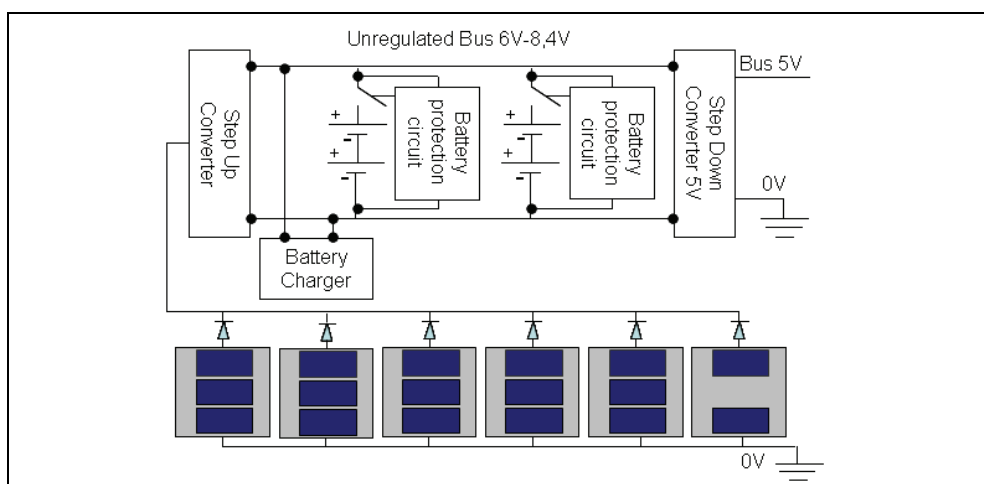 Unregulated Bus 6V-8,4V
Bus 5V
Step Up
Converter
+
-
+
-
Battery
protection
circuit
+
-
+
-
Battery
protection
circuit
Step Down
Converter 5V
0V
Battery
Charger
0V